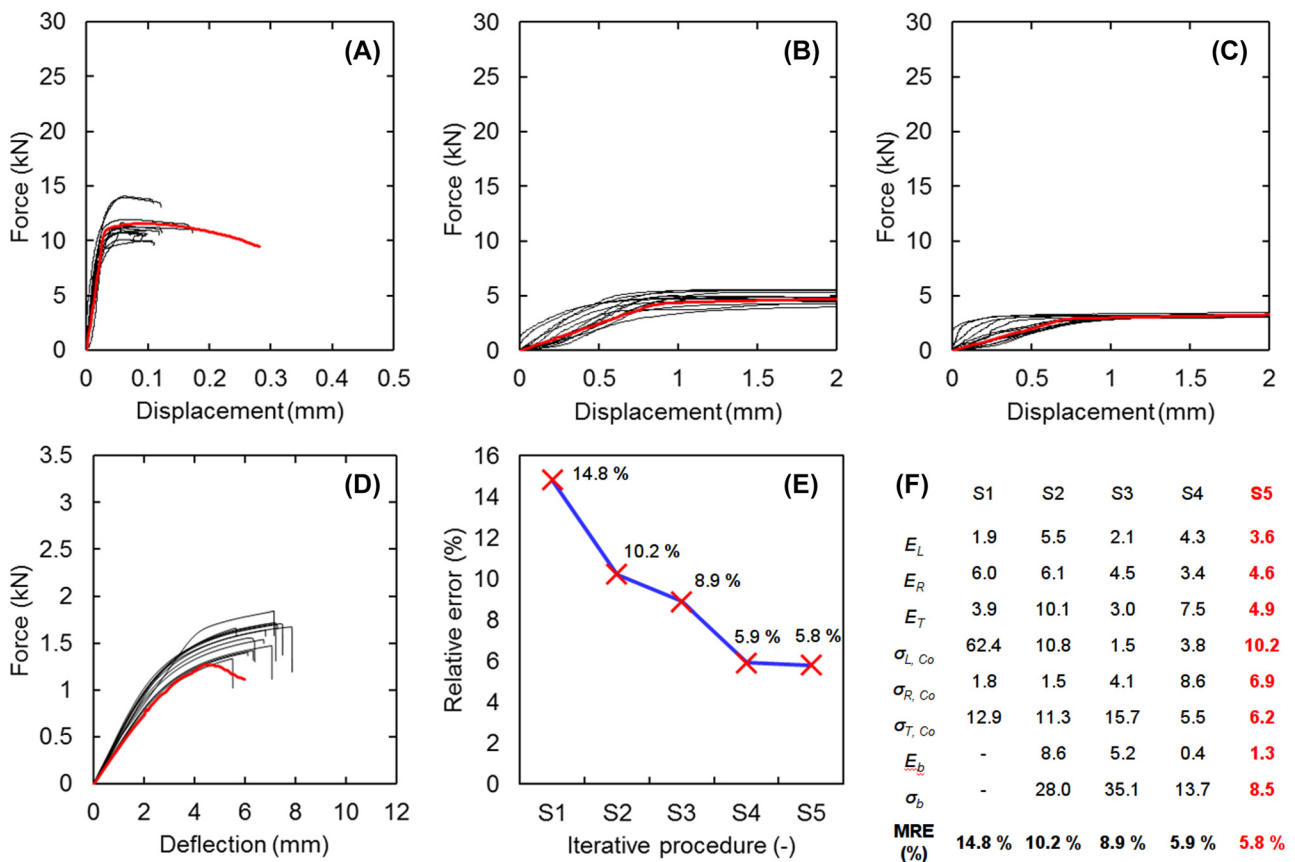 (A)
Force (kN)
30
25
20
15
10
5
0
0 0.1 0.2 0.3 0.4 0.5
Displacement (mm)
(B)
Force (kN)
30
25
20
15
10
5
0
0 0.5 1 1.5 2
Displacement (mm)
(C)
Force (kN)
30
25
20
15
10
5
0
0 0.5 1 1.5 2
Displacement (mm)
(D)
Force (kN)
3.5
3
2.5
2
1.5
1
0.5
0
0 2 4 6 8 10 12
Deflection (mm)
(E)
Relative error (%)
16
14
12
10
8
6
4
2
0
14.8 %
10.2 %
8.9 %
5.9 %
5.8 %
S1 S2 S3 S4 S5
Iterative procedure (-)
(F) S1 S2 S3 S4 S5
E_L 1.9 5.5 2.1 4.3 3.6
E_R 6.0 6.1 4.5 3.4 4.6
E_T 3.9 10.1 3.0 7.5 4.9
σ_L, Co 62.4 10.8 1.5 3.8 10.2
σ_R, Co 1.8 1.5 4.1 8.6 6.9
σ_T, Co 12.9 11.3 15.7 5.5 6.2
E_b - 8.6 5.2 0.4 1.3
σ_b - 28.0 35.1 13.7 8.5
MRE (%) 14.8 % 10.2 % 8.9 % 5.9 % 5.8 %